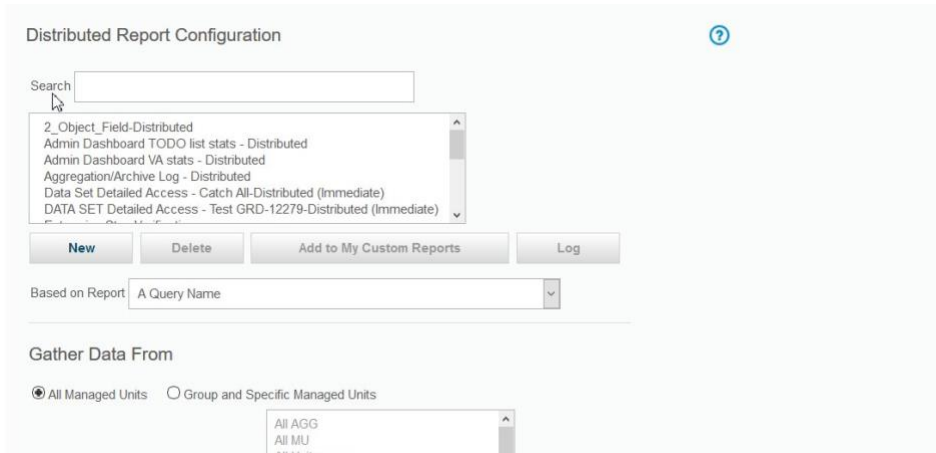 Distributed Report Configuration
?
Search
2_Object_Field-Distributed
Admin Dashboard TODO list stats - Distributed
Admin Dashboard VA stats - Distributed
Aggregation/Archive Log - Distributed
Data Set Detailed Access - Catch All-Distributed (Immediate)
DATA SET Detailed Access - Test GRD-12279-Distributed (Immediate)
New Delete Add to My Custom Reports Log
Based on Report A Query Name
Gather Data From
All Managed Units Group and Specific Managed Units
All AGG
All MU